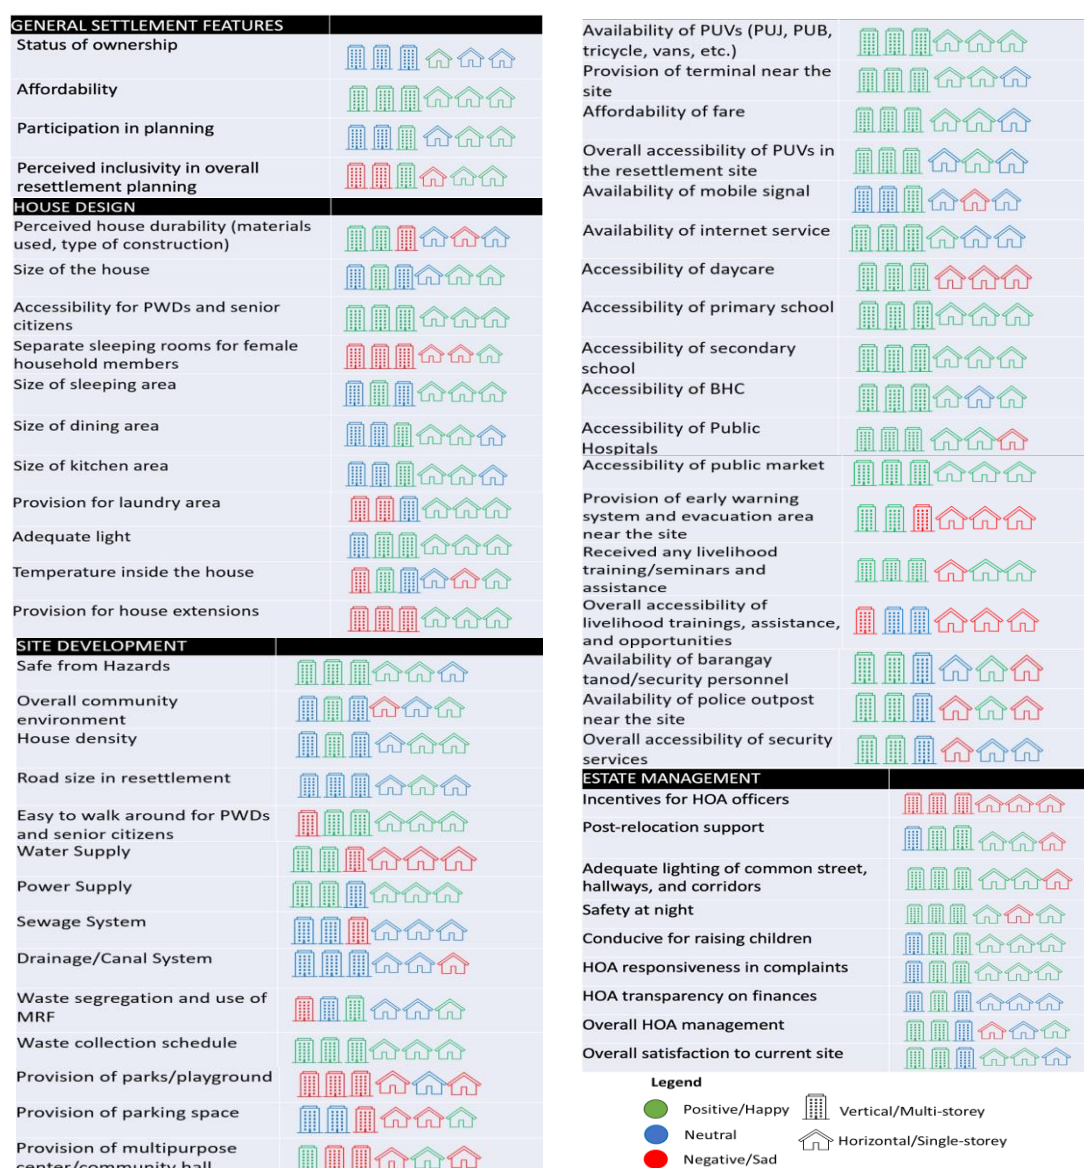 GENERAL SETTLEMENT FEATURES
Status of ownership
Affordability
Participation in planning
Perceived inclusivity in overall
resettlement planning
HOUSE DESIGN
Perceived house durability (materials
used, type of construction)
Size of the house
Accessibility for PWDs and senior
citizens
Separate sleeping rooms for female
household members
Size of sleeping area
Size of dining area
Size of kitchen area
Provision for laundry area
Adequate light
Temperature inside the house
Provision for house extensions
SITE DEVELOPMENT
Safe from Hazards
Overall community
environment
House density
Road size in resettlement
Easy to walk around for PWDs
and senior citizens
Water Supply
Power Supply
Sewage System
Drainage/Canal System
Waste segregation and use of
MRF
Waste collection schedule
Provision of parks/playground
Provision of parking space
Provision of multipurpose
center/community hall
Availability of PUVs (PUJ, PUB,
tricycle, vans, etc.)
Provision of terminal near the
site
Affordability of fare
Overall accessibility of PUVs in
the resettlement site
Availability of mobile signal
Availability of internet service
Accessibility of daycare
Accessibility of primary school
Accessibility of secondary
school
Accessibility of BHC
Accessibility of Public
Hospitals
Accessibility of public market
Provision of early warning
system and evacuation area
near the site
Received any livelihood
training/seminars and
assistance
Overall accessibility of
livelihood trainings, assistance,
and opportunities
Availability of barangay
tanod/security personnel
Availability of police outpost
near the site
Overall accessibility of security
services
ESTATE MANAGEMENT
Incentives for HOA officers
Post-relocation support
Adequate lighting of common street,
hallways, and corridors
Safety at night
Conducive for raising children
HOA responsiveness in complaints
HOA transparency on finances
Overall HOA management
Overall satisfaction to current site
Legend
Positive/Happy
Vertical/Multi-storey
Neutral
Horizontal/Single-storey
Negative/Sad